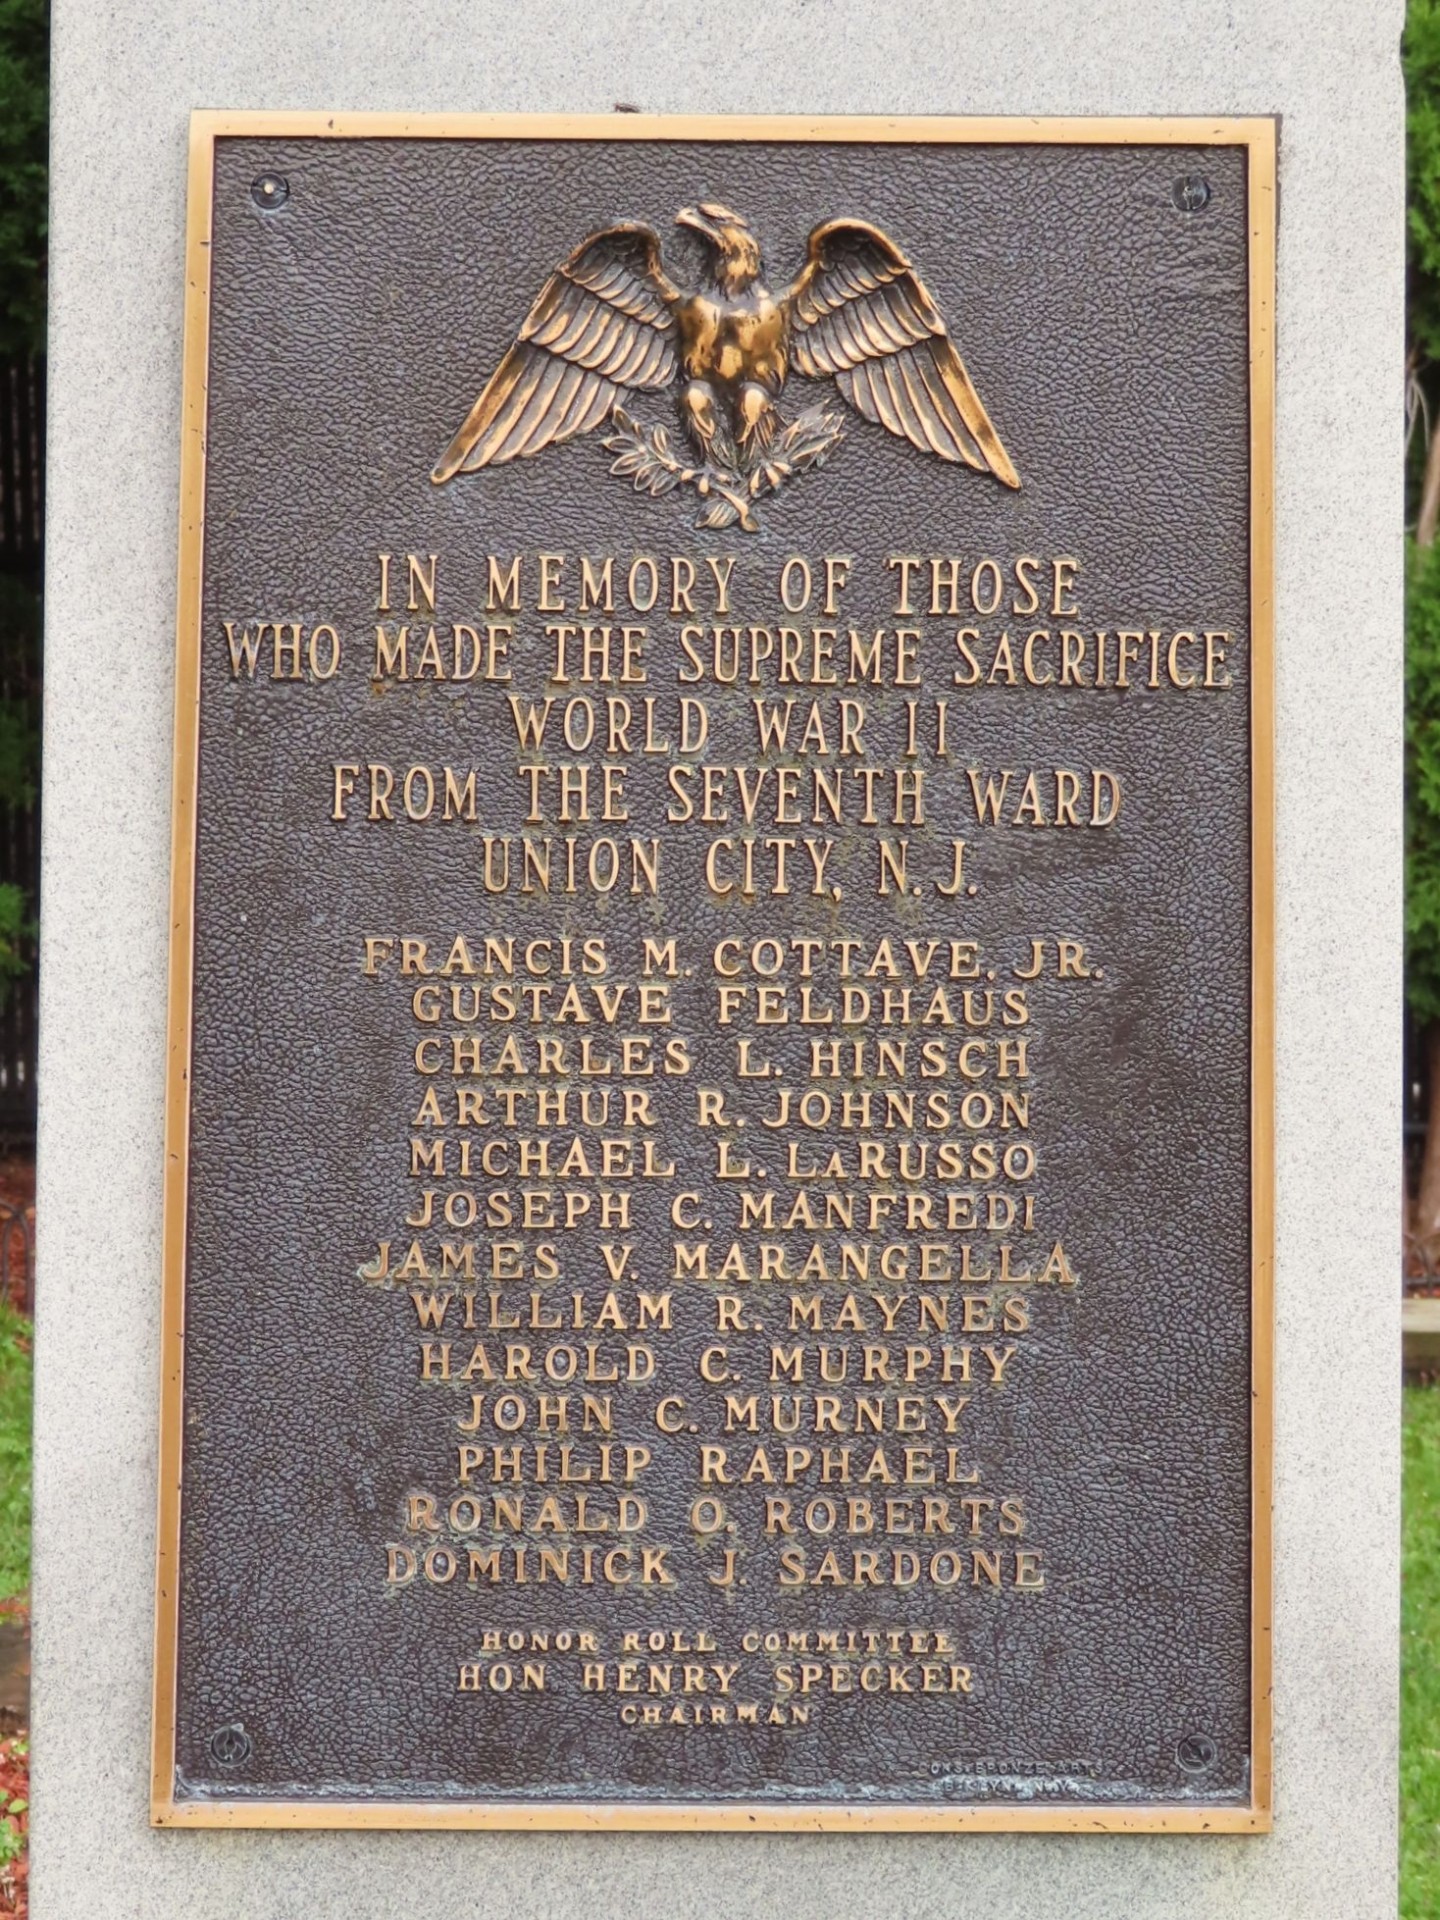 IN MEMORY OF THOSE
WHO MADE THE SUPREME SACRIFICE
WORLD WAR II
FROM THE SEVENTH WARD
UNION CITY, N.J.
FRANCIS M. COTTAVE, JR.
GUSTAVE FELDHAUS
CHARLES L. HINSCH
ARTHUR R. JOHNSON
MICHAEL L. LARUSSO
JOSEPH C. MANFREDI
JAMES V. MARANGELLA
WILLIAM R. MAYNES
HAROLD C. MURPHY
JOHN C. MURNEY
PHILIP RAPHAEL
RONALD O. ROBERTS
DOMINICK J. SARDONE
HONOR ROLL COMMITTEE
HON HENRY SPECKER
CHAIRMAN
BRONZE ARTS
N.Y.